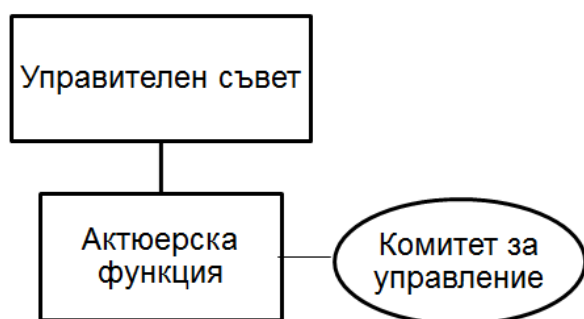 Управителен съвет
Актюерска
функция
Комитет за
управление